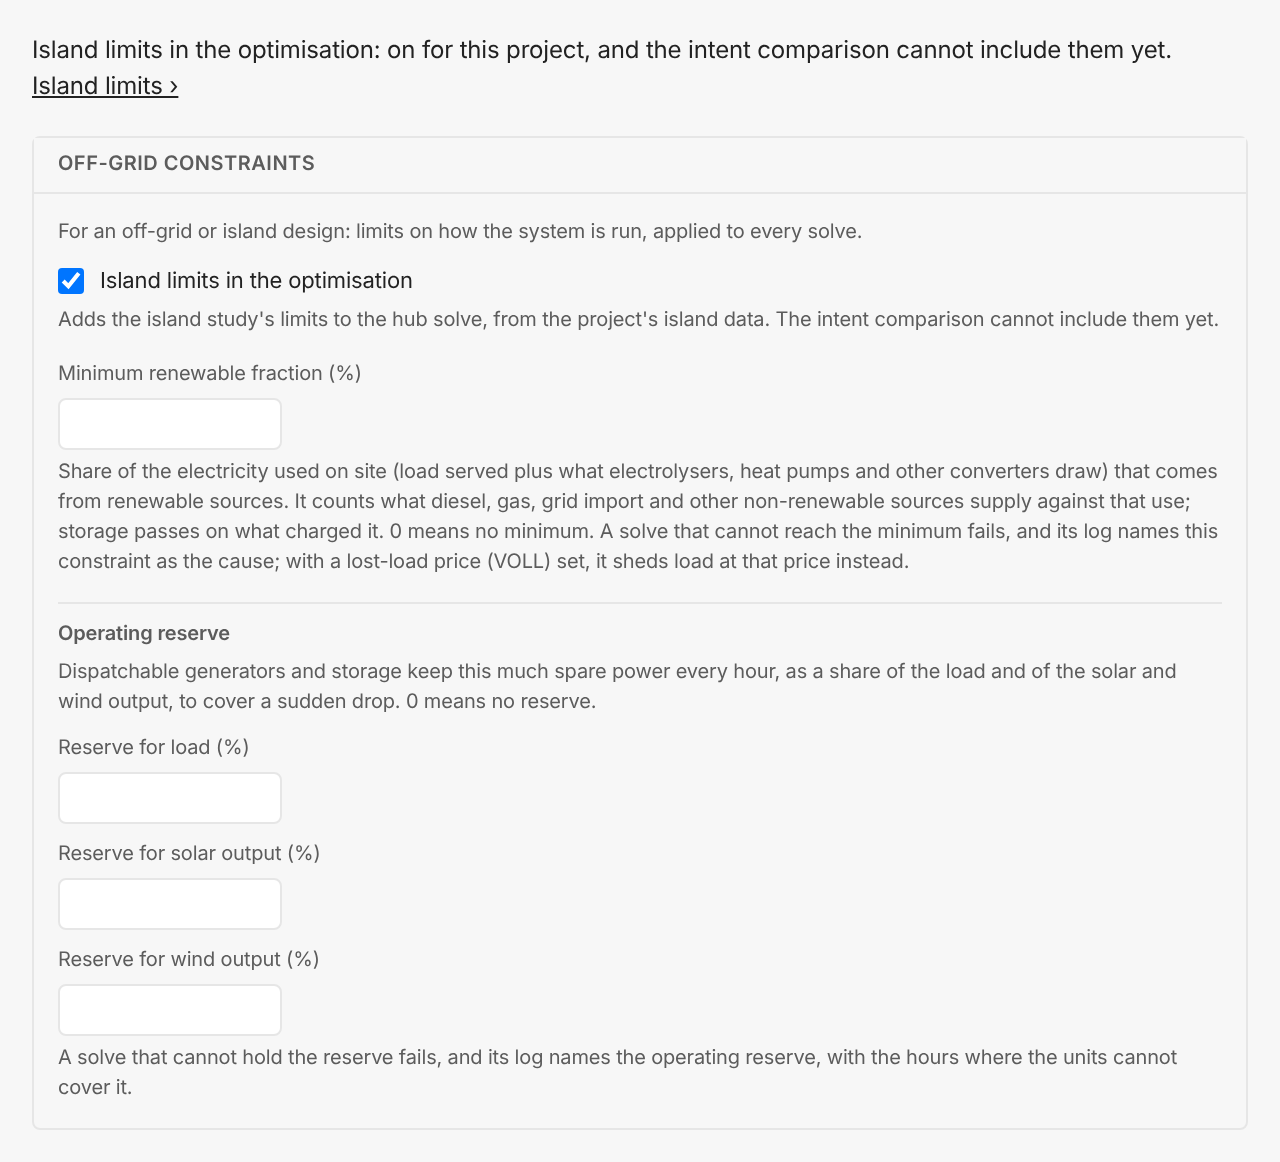 Island limits in the optimisation: on for this project, and the intent comparison cannot include them yet.
Island limits ›
OFF-GRID CONSTRAINTS
For an off-grid or island design: limits on how the system is run, applied to every solve.
Island limits in the optimisation
Adds the island study's limits to the hub solve, from the project's island data. The intent comparison cannot include them yet.
Minimum renewable fraction (%)
Share of the electricity used on site (load served plus what electrolysers, heat pumps and other converters draw) that comes
from renewable sources. It counts what diesel, gas, grid import and other non-renewable sources supply against that use;
storage passes on what charged it. 0 means no minimum. A solve that cannot reach the minimum fails, and its log names this
constraint as the cause; with a lost-load price (VOLL) set, it sheds load at that price instead.
Operating reserve
Dispatchable generators and storage keep this much spare power every hour, as a share of the load and of the solar and
wind output, to cover a sudden drop. 0 means no reserve.
Reserve for load (%)
Reserve for solar output (%)
Reserve for wind output (%)
A solve that cannot hold the reserve fails, and its log names the operating reserve, with the hours where the units cannot
cover it.